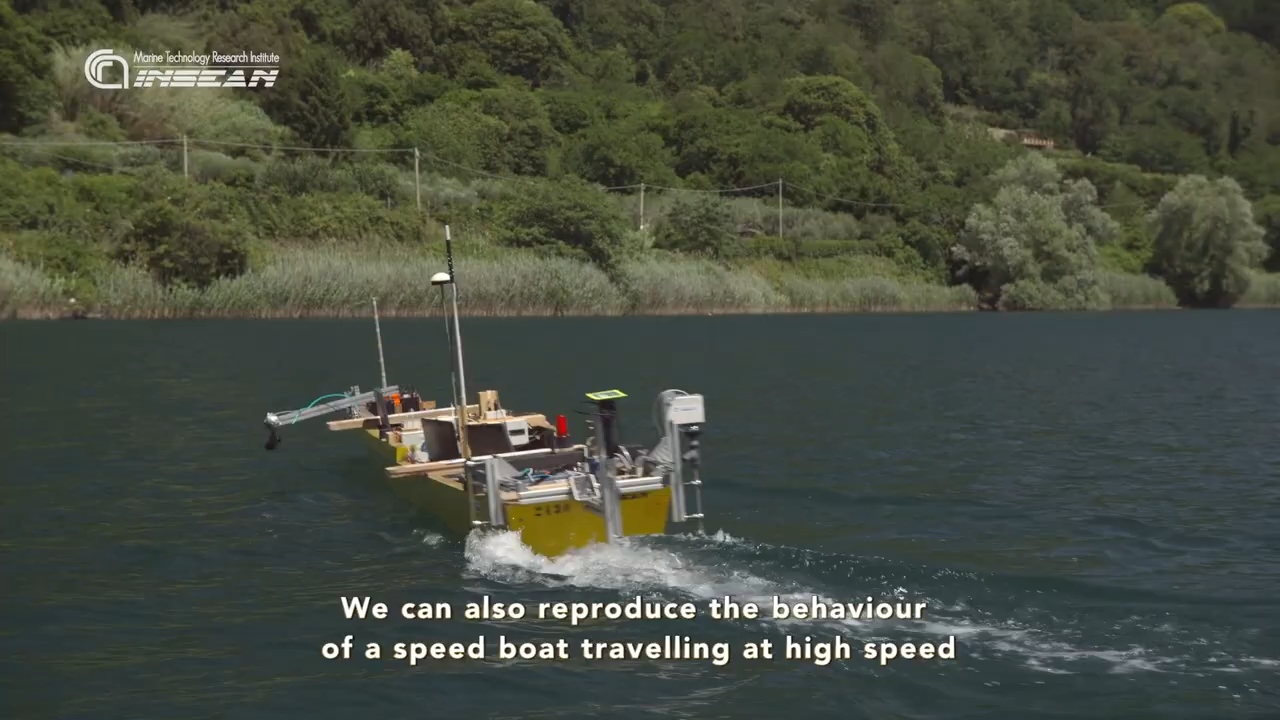 Marine Technology Research Institute
INSEAN
We can also reproduce the behaviour
of a speed boat travelling at high speed